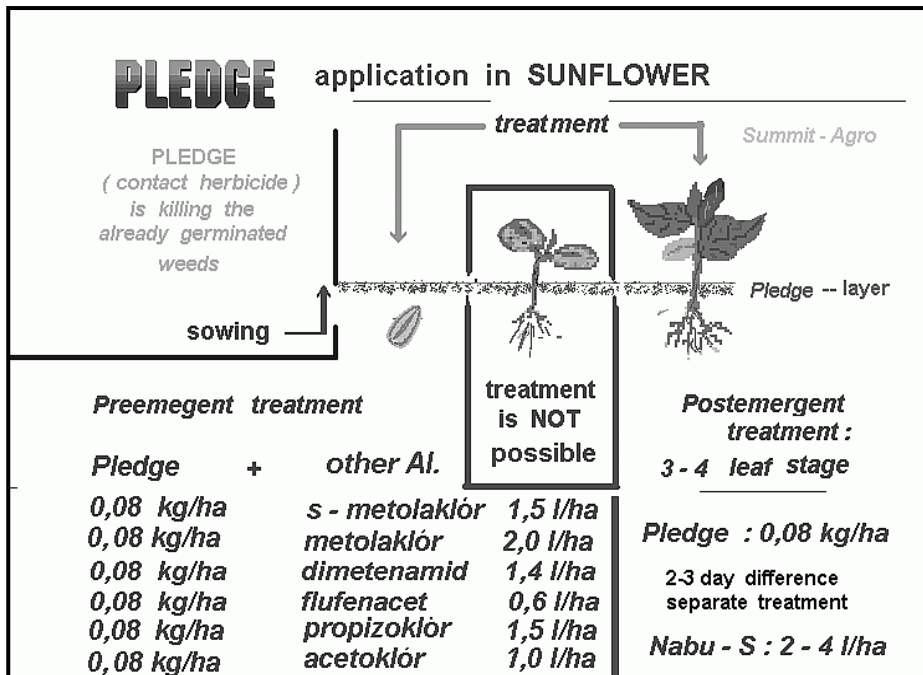 PLEDGE application in SUNFLOWER
treatment
Summit - Agro
PLEDGE
( contact herbicide )
is killing the
already germinated
weeds
Pledge -- layer
sowing
treatment
is NOT
possible
Preemegent treatment
Pledge + other AI.
0,08 kg/ha s - metolaklór 1,5 l/ha
0,08 kg/ha metolaklór 2,0 l/ha
0,08 kg/ha dimetenamid 1,4 l/ha
0,08 kg/ha flufenacet 0,6 l/ha
0,08 kg/ha propizoklór 1,5 l/ha
0,08 kg/ha acetoklór 1,0 l/ha
Postemergent
treatment :
3 - 4 leaf stage
Pledge : 0,08 kg/ha
2-3 day difference
separate treatment
Nabu - S : 2 - 4 l/ha